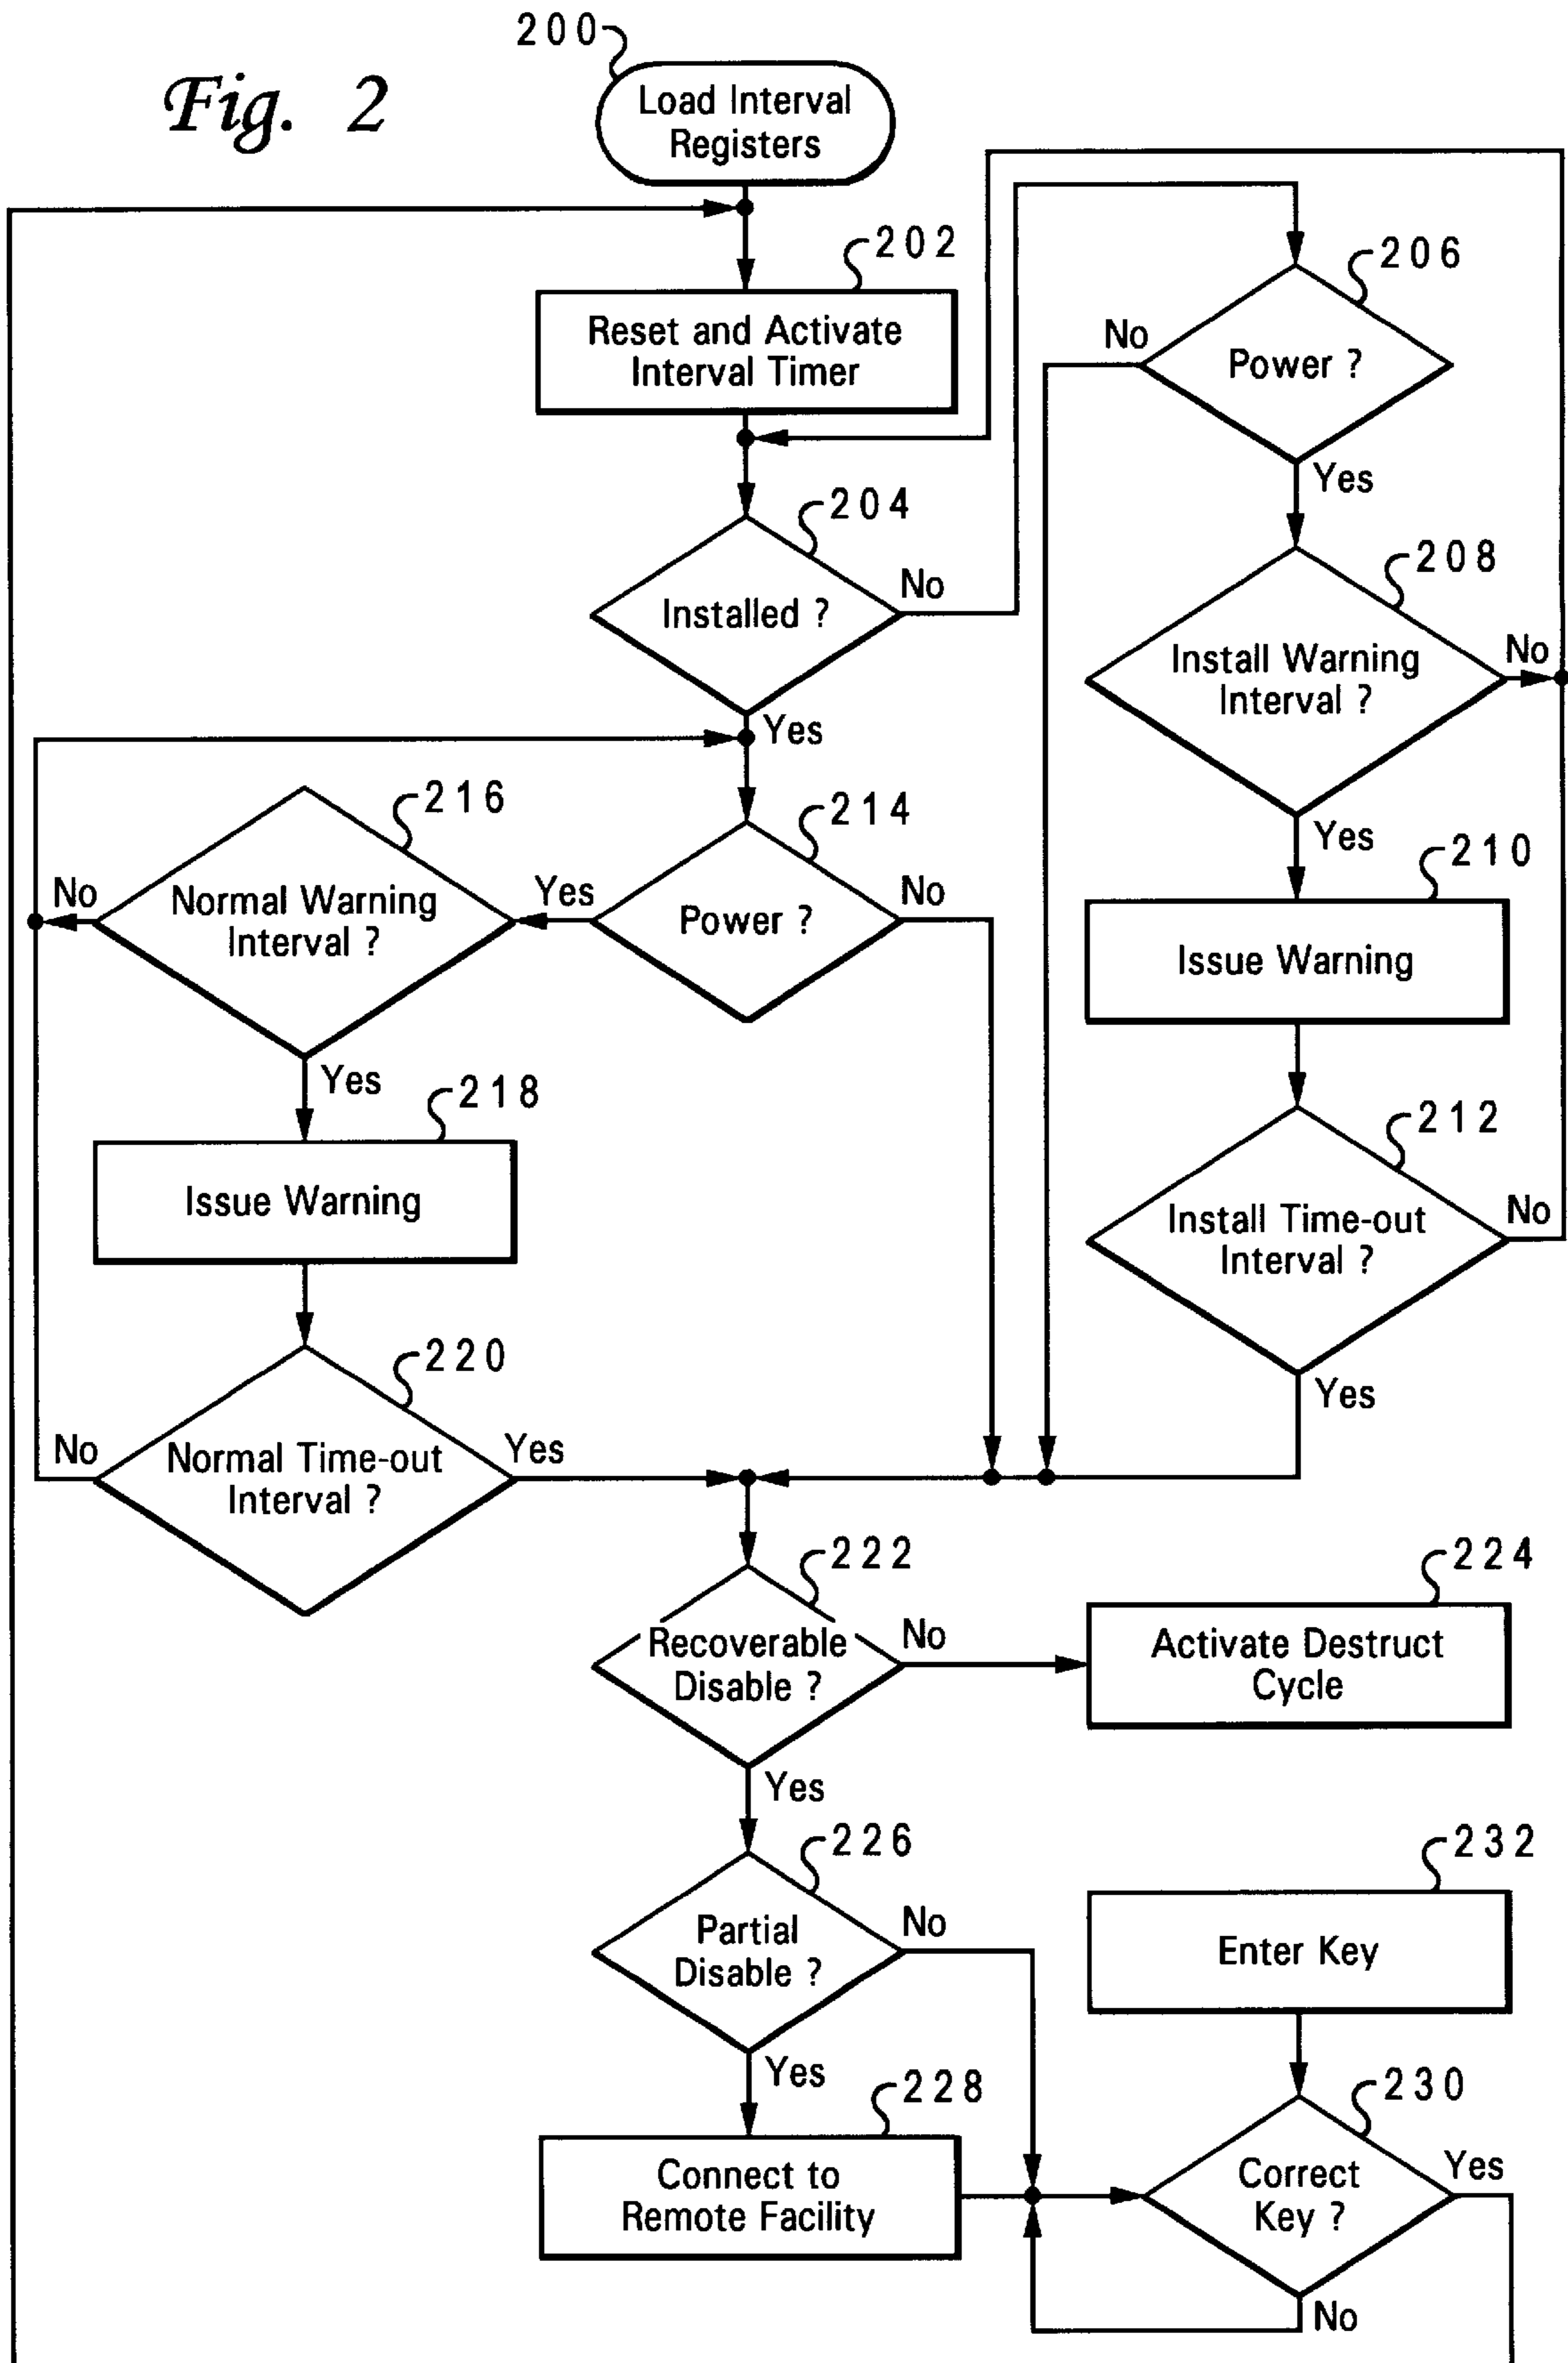 Fig. 2
200
Load Interval
Registers
202
Reset and Activate
Interval Timer
204
Installed ?
No
Yes
206
Power ?
No
Yes
208
Install Warning
Interval ?
No
Yes
210
Issue Warning
212
Install Time-out
Interval ?
No
Yes
214
Power ?
Yes
No
216
Normal Warning
Interval ?
No
Yes
218
Issue Warning
220
Normal Time-out
Interval ?
No
Yes
222
Recoverable
Disable ?
No
Yes
224
Activate Destruct
Cycle
226
Partial
Disable ?
No
Yes
228
Connect to
Remote Facility
232
Enter Key
230
Correct
Key ?
Yes
No